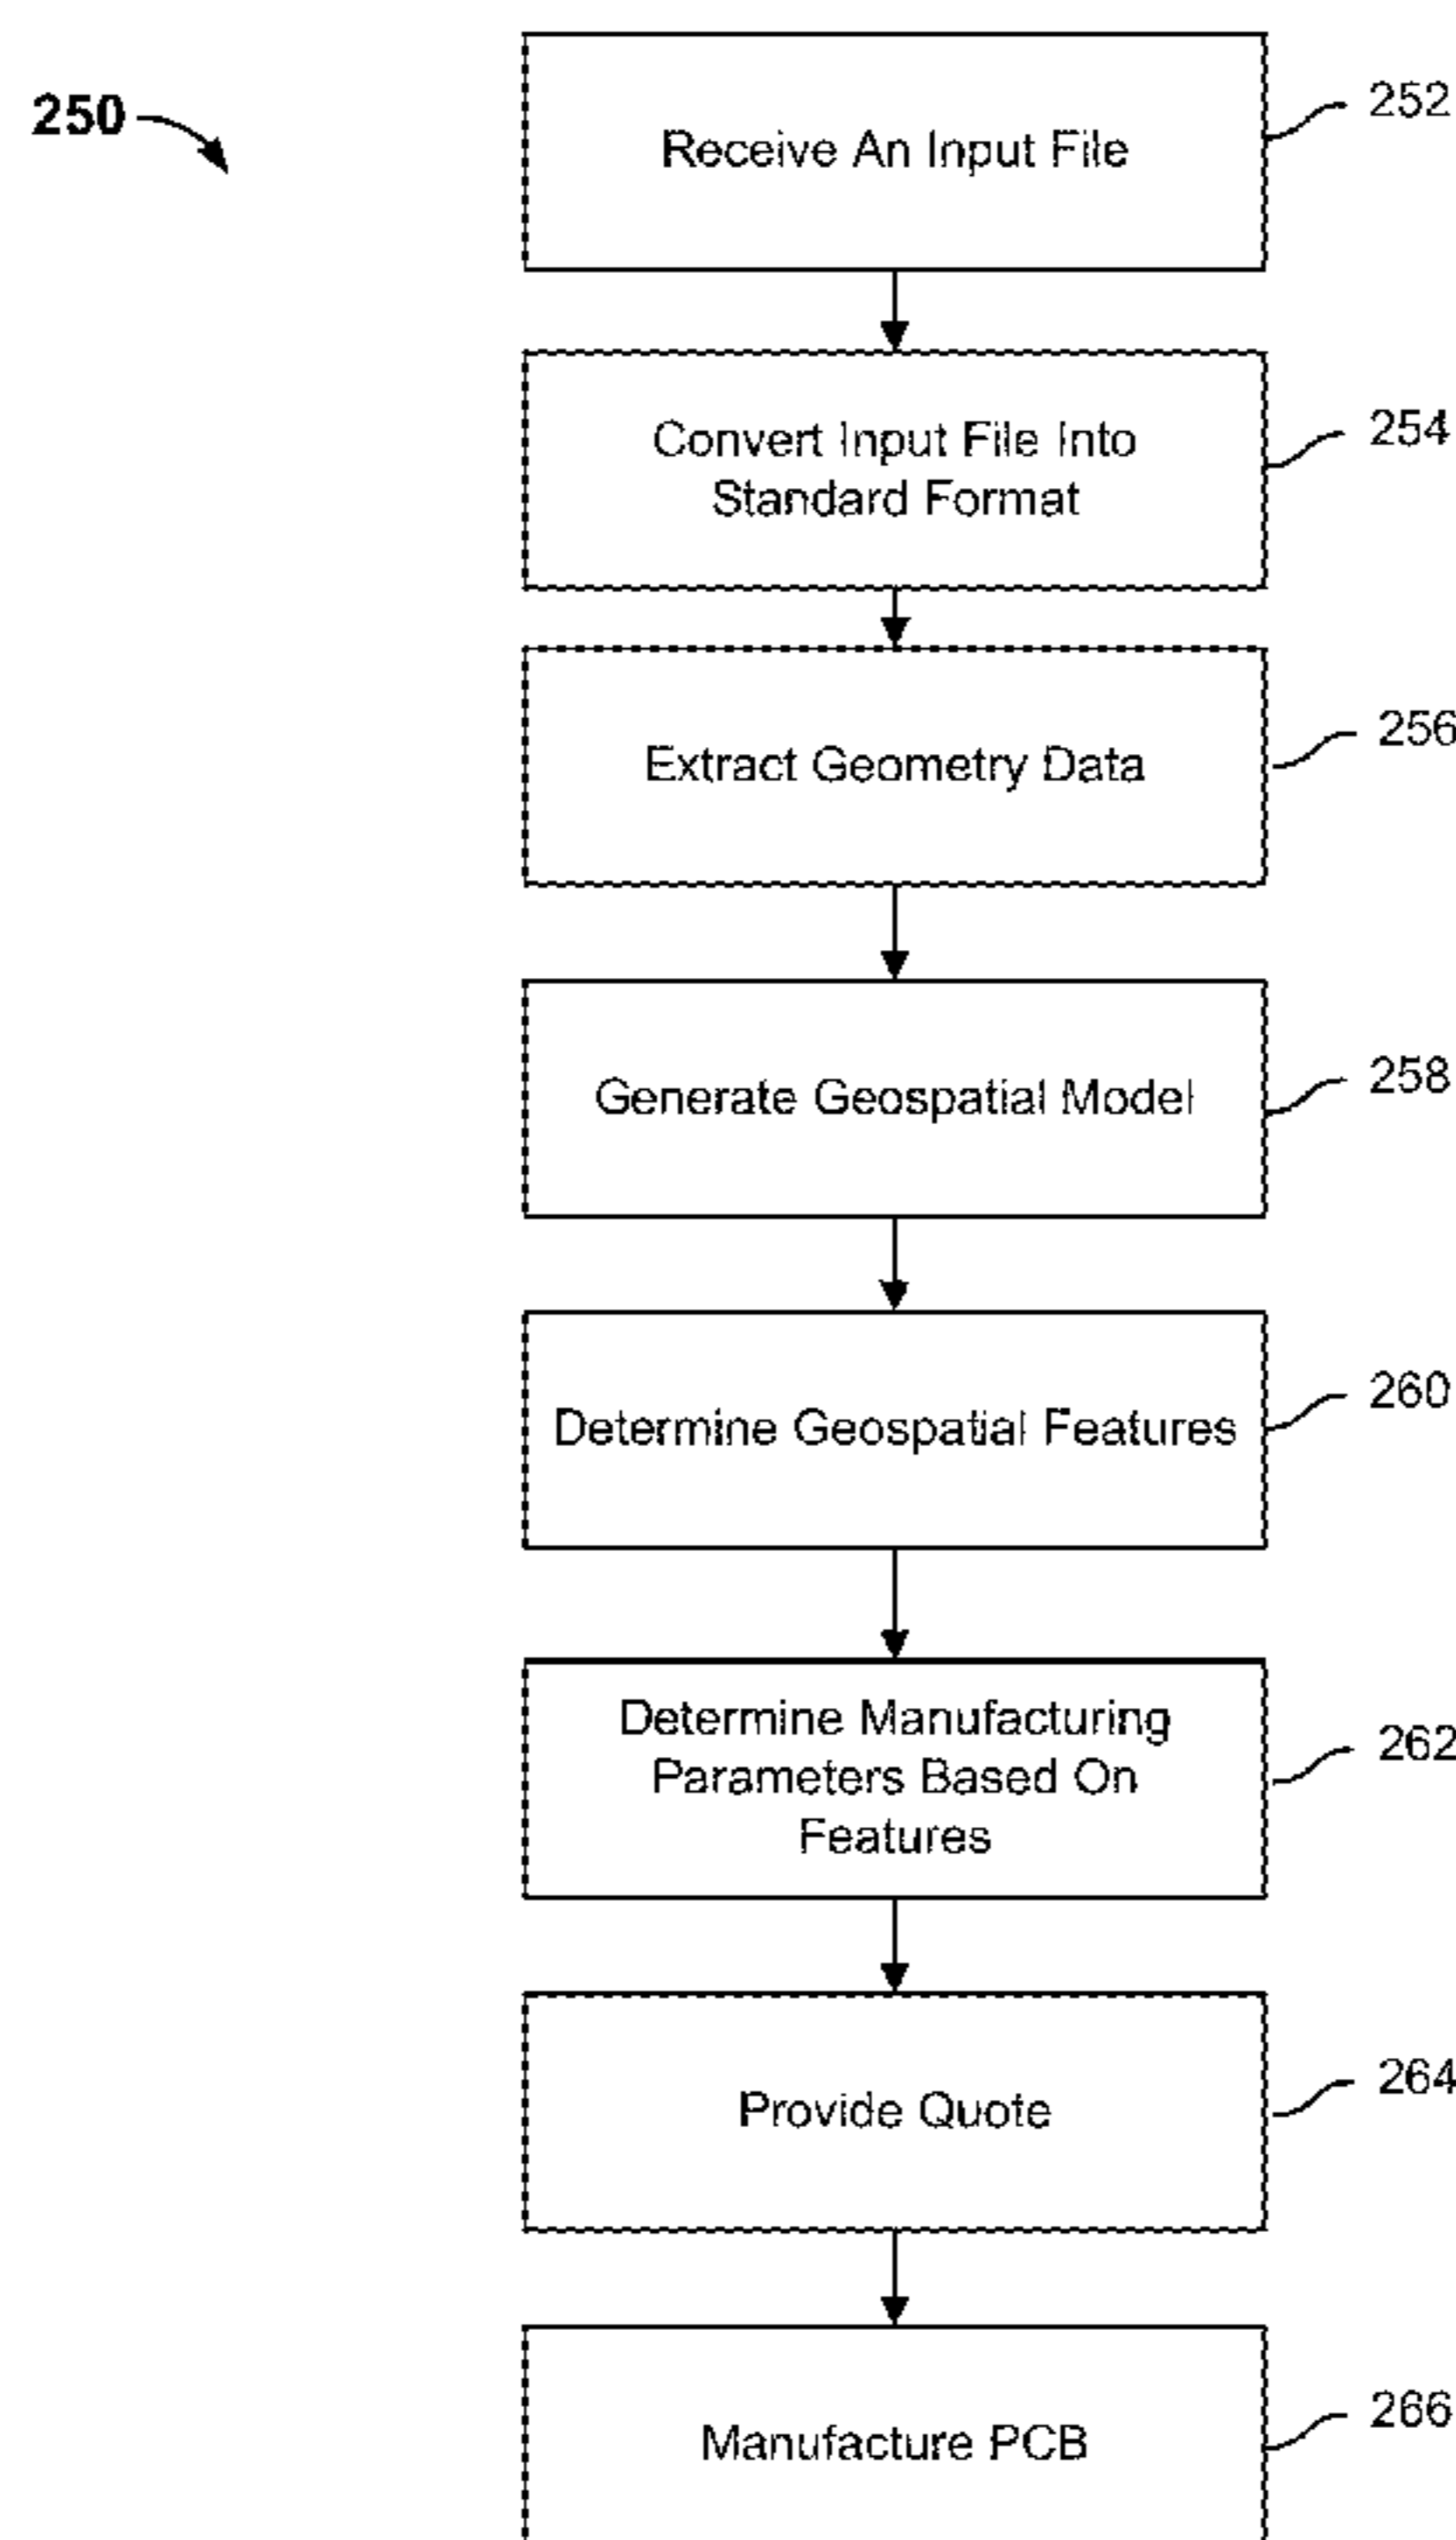 250
Receive An Input File
252
Convert Input File Into
Standard Format
254
Extract Geometry Data
256
Generate Geospatial Model
258
Determine Geospatial Features
260
Determine Manufacturing
Parameters Based On
Features
262
Provide Quote
264
Manufacture PCB
266